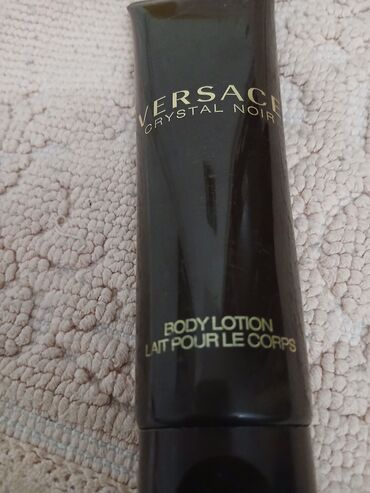 VERSACE
CRYSTAL NOIR
BODY LOTION
LAIT POUR LE CORPS